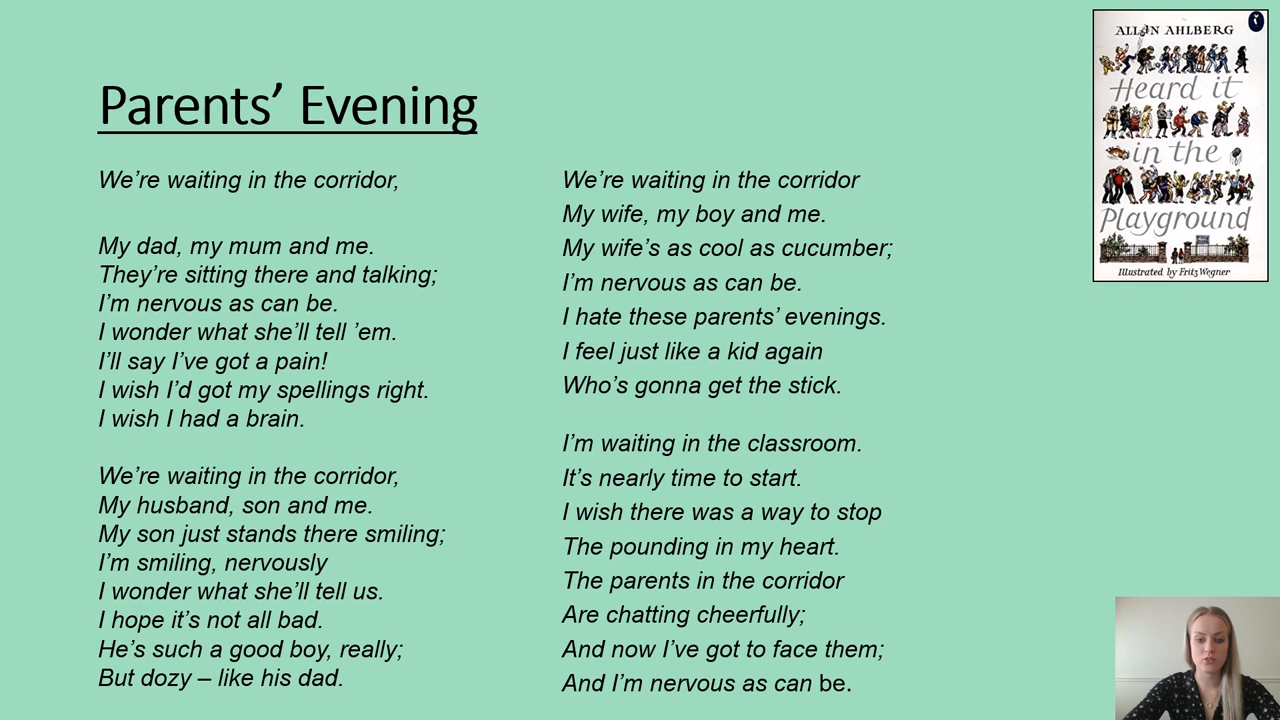 Parents’ Evening
We’re waiting in the corridor,
My dad, my mum and me.
They’re sitting there and talking;
I’m nervous as can be.
I wonder what she’ll tell ’em.
I’ll say I’ve got a pain!
I wish I’d got my spellings right.
I wish I had a brain.
We’re waiting in the corridor,
My husband, son and me.
My son just stands there smiling;
I’m smiling, nervously
I wonder what she’ll tell us.
I hope it’s not all bad.
He’s such a good boy, really;
But dozy – like his dad.
We’re waiting in the corridor
My wife, my boy and me.
My wife’s as cool as cucumber;
I’m nervous as can be.
I hate these parents’ evenings.
I feel just like a kid again
Who’s gonna get the stick.
I’m waiting in the classroom.
It’s nearly time to start.
I wish there was a way to stop
The pounding in my heart.
The parents in the corridor
Are chatting cheerfully;
And now I’ve got to face them;
And I’m nervous as can be.
ALLAN AHLBERG
Heard it
in the
Playground
Illustrated by Fritz Wegner